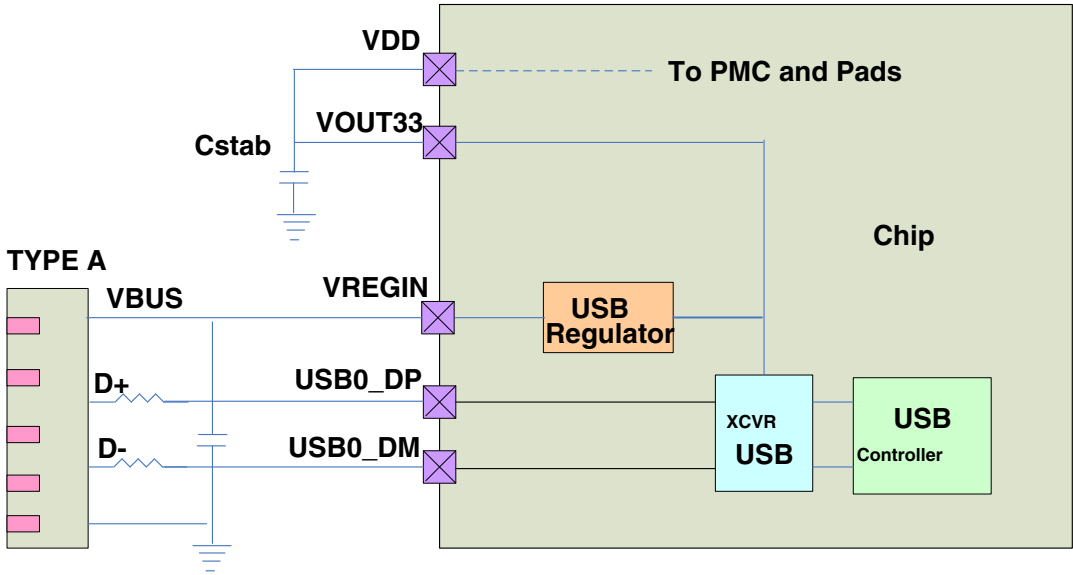 VDD
To PMC and Pads
VOUT33
Cstab
Chip
TYPE A
VBUS
VREGIN
USB
Regulator
D+
USB0_DP
D-
USB0_DM
XCVR
USB
USB
Controller